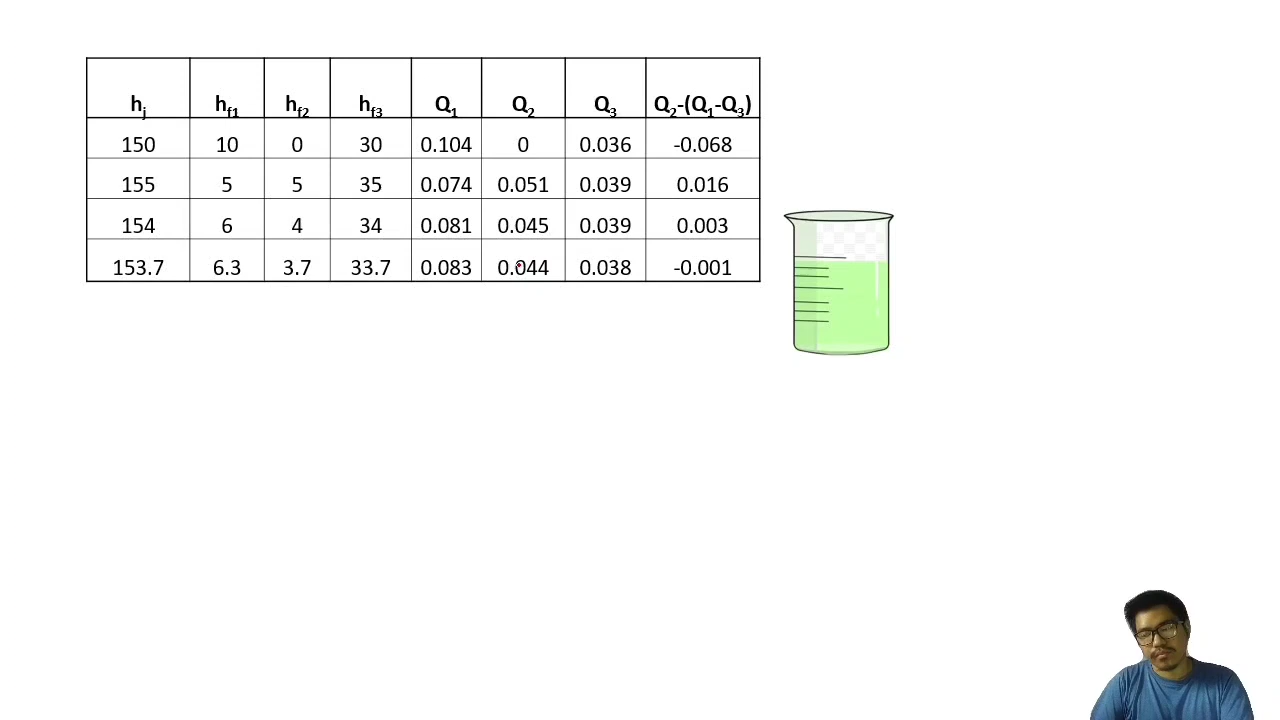 hj hf1 hf2 hf3 Q1 Q2 Q3 Q2-(Q1-Q3)
150 10 0 30 0.104 0 0.036 -0.068
155 5 5 35 0.074 0.051 0.039 0.016
154 6 4 34 0.081 0.045 0.039 0.003
153.7 6.3 3.7 33.7 0.083 0.044 0.038 -0.001